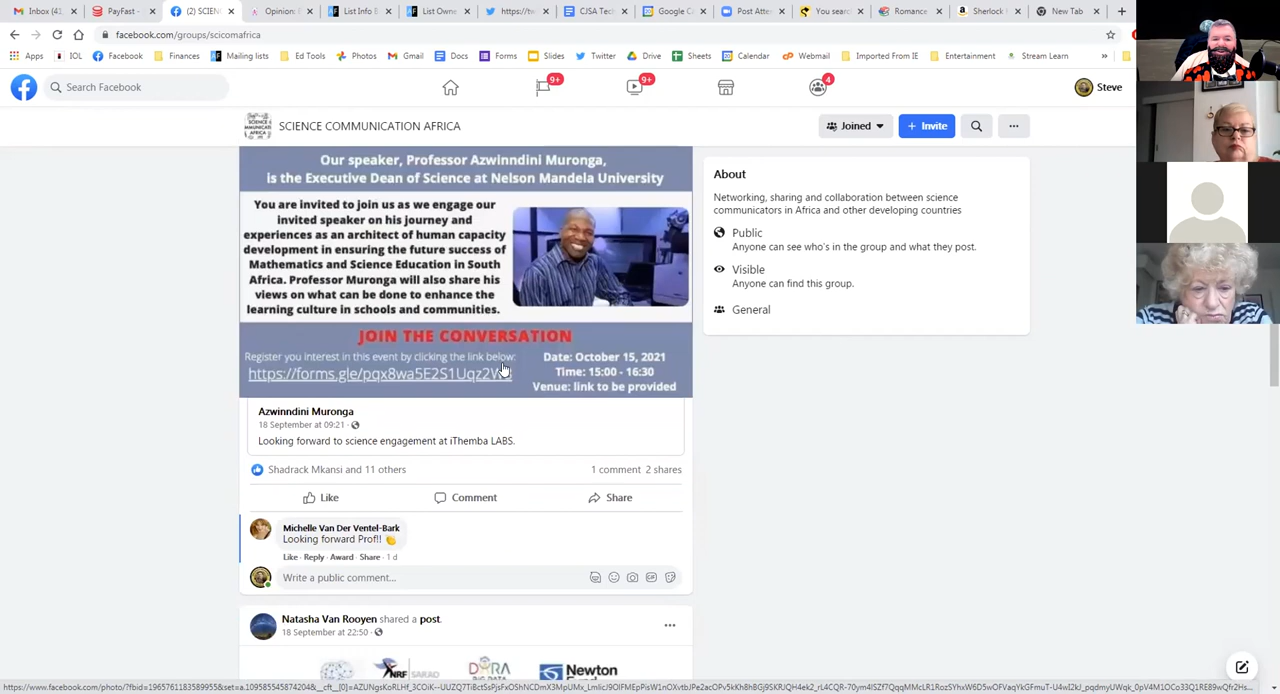 Inbox (4
PayFast -
(2) SCIEN
Opinion:
List Info
List Owne
https://tw
CJSA Tech
Google C
Post Atte
You sear
Romance
Sherlock
New Tab
facebook.com/groups/scicomafrica
Apps
IOL
Facebook
Finances
Mailing lists
Ed Tools
Photos
Gmail
Docs
Forms
Slides
Twitter
Drive
Sheets
Calendar
Webmail
Imported From IE
Entertainment
Stream Learn
Search Facebook
9+
9+
4
Steve
SCIENCE COMMUNICATION AFRICA
Joined
+ Invite
Our speaker, Professor Azwinndini Muronga,
is the Executive Dean of Science at Nelson Mandela University
You are invited to join us as we engage our
invited speaker on his journey and
experiences as an architect of human capacity
development in ensuring the future success of
Mathematics and Science Education in South
Africa. Professor Muronga will also share his
views on what can be done to enhance the
learning culture in schools and communities.
JOIN THE CONVERSATION
Register you interest in this event by clicking the link below:
Date: October 15, 2021
Time: 15:00 - 16:30
Venue: link to be provided
Azwinndini Muronga
18 September at 09:21
Looking forward to science engagement at iThemba LABS.
Shadrack Mkansi and 11 others
1 comment 2 shares
Like
Comment
Share
Michelle Van Der Ventel-Bark
Looking forward Prof!! 👏
Like · Reply · Award · Share · 1 d
Write a public comment...
Natasha Van Rooyen shared a post.
18 September at 22:50
NRF SARAO
DARA
BIG DATA
Newton
About
Networking, sharing and collaboration between science
communicators in Africa and other developing countries
Public
Anyone can see who's in the group and what they post.
Visible
Anyone can find this group.
General